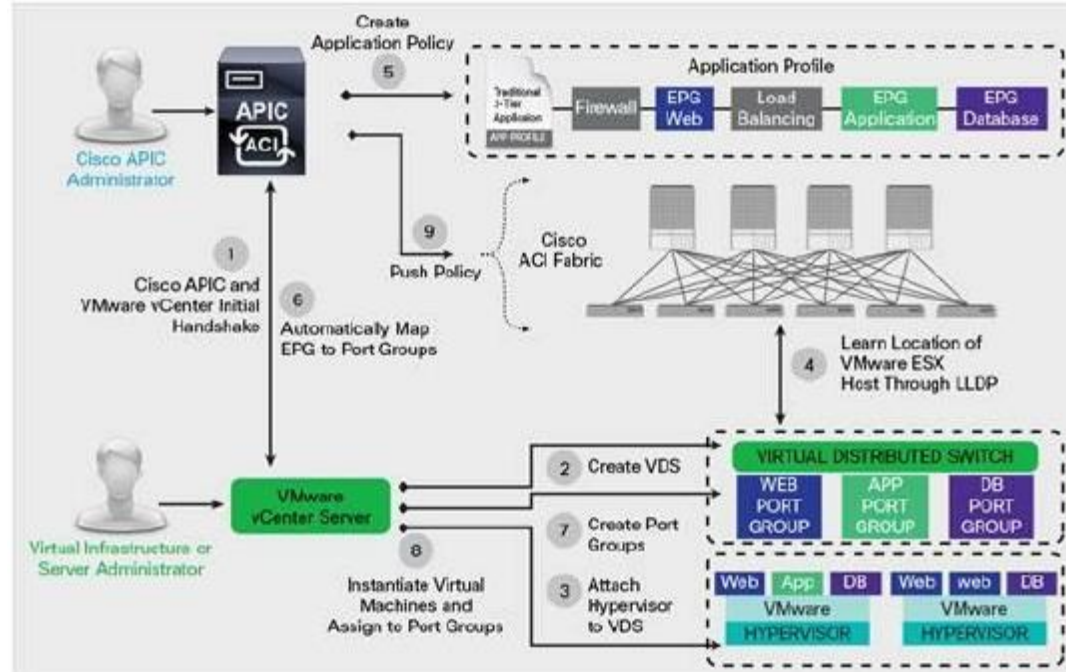 Create
Application Policy
5
Application Profile
Traditional
3-Tier
Application
APP PROFILE
Firewall
EPG
Web
Load
Balancing
EPG
Application
EPG
Database
APIC
ACI
Cisco APIC
Administrator
1
Cisco APIC and
VMware vCenter Initial
Handshake
6
Automatically Map
EPG to Port Groups
9
Push Policy
Cisco
ACI Fabric
4
Learn Location of
VMware ESX
Host Through LLDP
Virtual Infrastructure or
Server Administrator
VMware
vCenter Server
2
Create VDS
7
Create Port
Groups
8
Instantiate Virtual
Machines and
Assign to Port Groups
3
Attach
Hypervisor
to VDS
VIRTUAL DISTRIBUTED SWITCH
WEB
PORT
GROUP
APP
PORT
GROUP
DB
PORT
GROUP
Web
App
DB
VMware
HYPERVISOR
Web
web
DB
VMware
HYPERVISOR